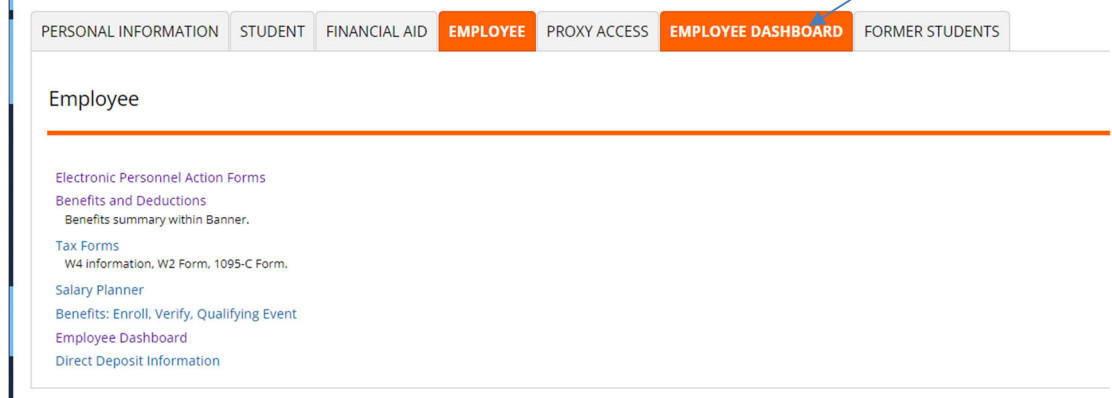 PERSONAL INFORMATION STUDENT FINANCIAL AID EMPLOYEE PROXY ACCESS EMPLOYEE DASHBOARD FORMER STUDENTS
Employee
Electronic Personnel Action Forms
Benefits and Deductions
Benefits summary within Banner.
Tax Forms
W4 information, W2 Form, 1095-C Form.
Salary Planner
Benefits: Enroll, Verify, Qualifying Event
Employee Dashboard
Direct Deposit Information